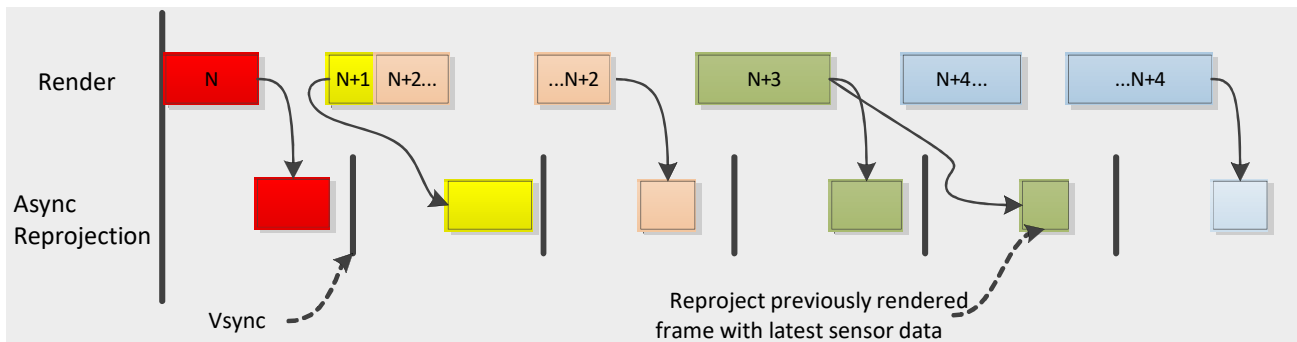 Render
N
N+1
N+2...
...N+2
N+3
N+4...
...N+4
Async
Reprojection
Vsync
Reproject previously rendered
frame with latest sensor data